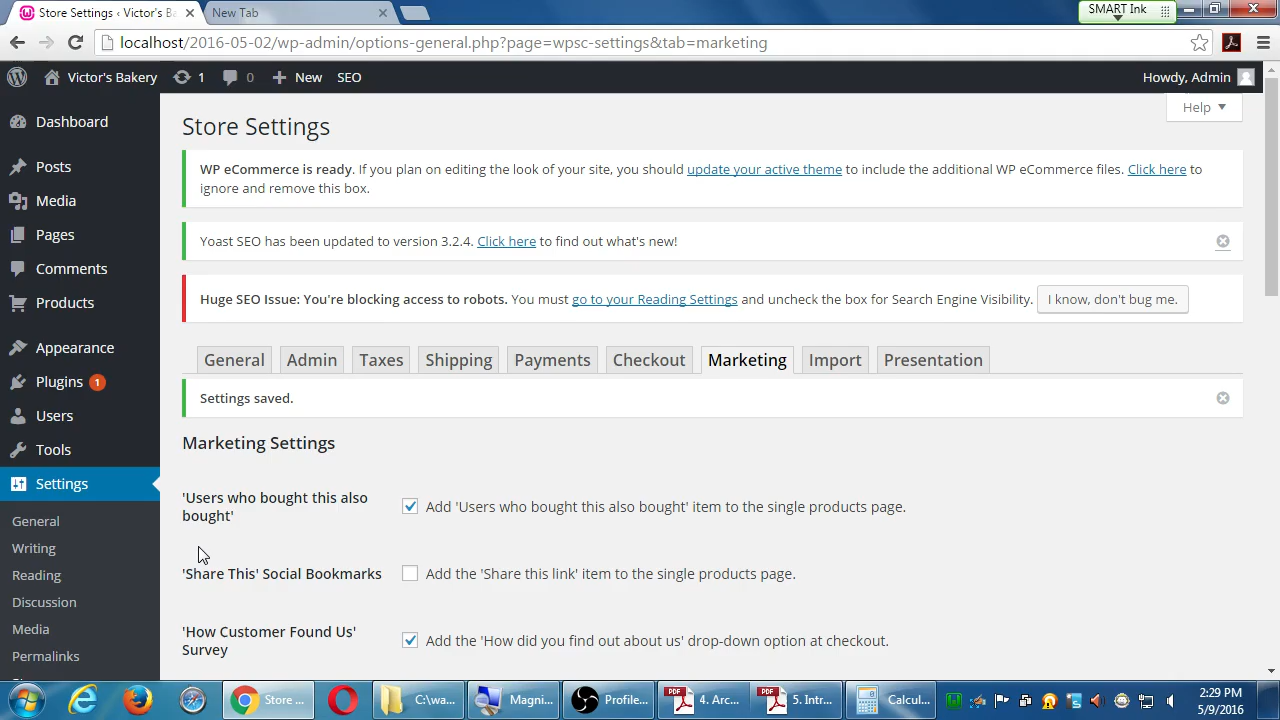 Store Settings ‹ Victor's Ba
New Tab
SMART Ink
localhost/2016-05-02/wp-admin/options-general.php?page=wpsc-settings&tab=marketing
Victor's Bakery
1
0
New
SEO
Howdy, Admin
Help
Dashboard
Posts
Media
Pages
Comments
Products
Appearance
Plugins 1
Users
Tools
Settings
General
Writing
Reading
Discussion
Media
Permalinks
Store Settings
WP eCommerce is ready. If you plan on editing the look of your site, you should update your active theme to include the additional WP eCommerce files. Click here to
ignore and remove this box.
Yoast SEO has been updated to version 3.2.4. Click here to find out what's new!
Huge SEO Issue: You're blocking access to robots. You must go to your Reading Settings and uncheck the box for Search Engine Visibility. I know, don't bug me.
General Admin Taxes Shipping Payments Checkout Marketing Import Presentation
Settings saved.
Marketing Settings
'Users who bought this also
bought'
Add 'Users who bought this also bought' item to the single products page.
'Share This' Social Bookmarks
Add the 'Share this link' item to the single products page.
'How Customer Found Us'
Survey
Add the 'How did you find out about us' drop-down option at checkout.
Store ...
C:\wa...
Magni...
Profile...
4. Arc...
5. Intr...
Calcul...
2:29 PM
5/9/2016